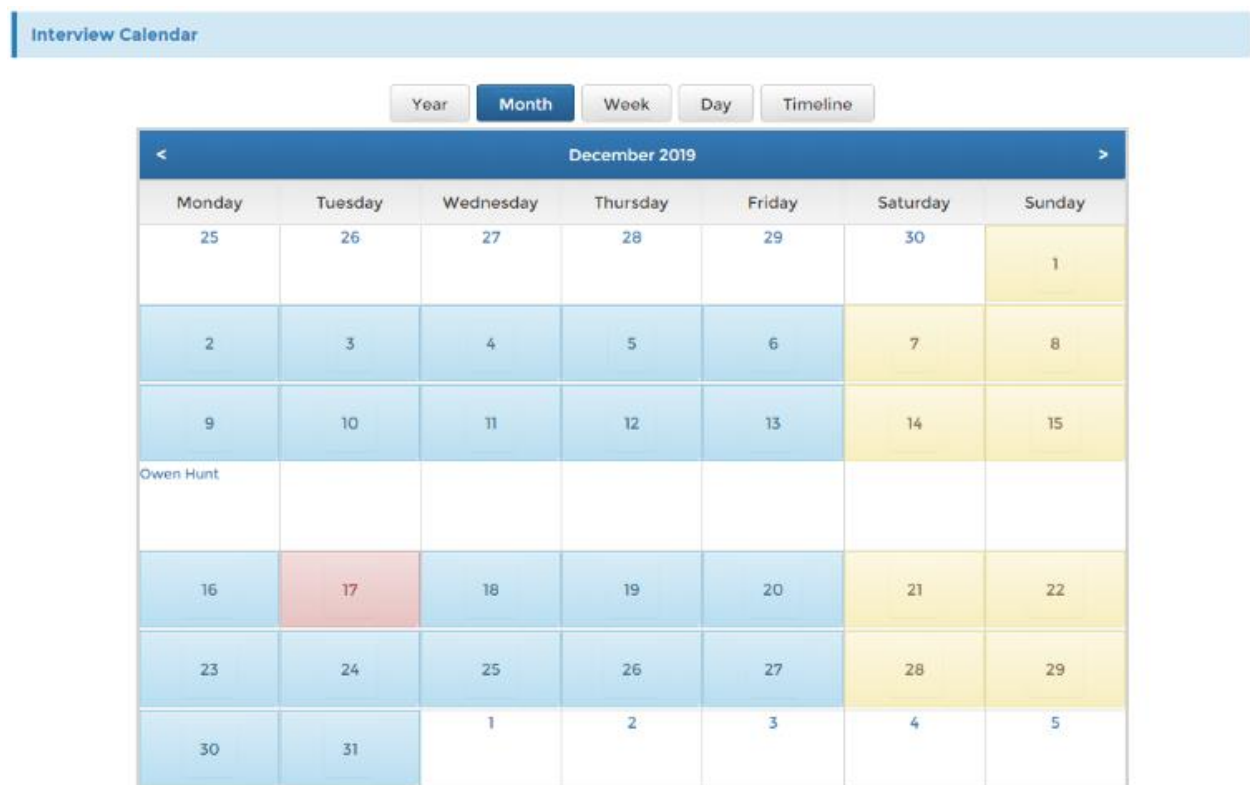 Interview Calendar
Year Month Week Day Timeline
< December 2019 >
Monday Tuesday Wednesday Thursday Friday Saturday Sunday
25 26 27 28 29 30 1
2 3 4 5 6 7 8
9 10 11 12 13 14 15
Owen Hunt
16 17 18 19 20 21 22
23 24 25 26 27 28 29
30 31 1 2 3 4 5